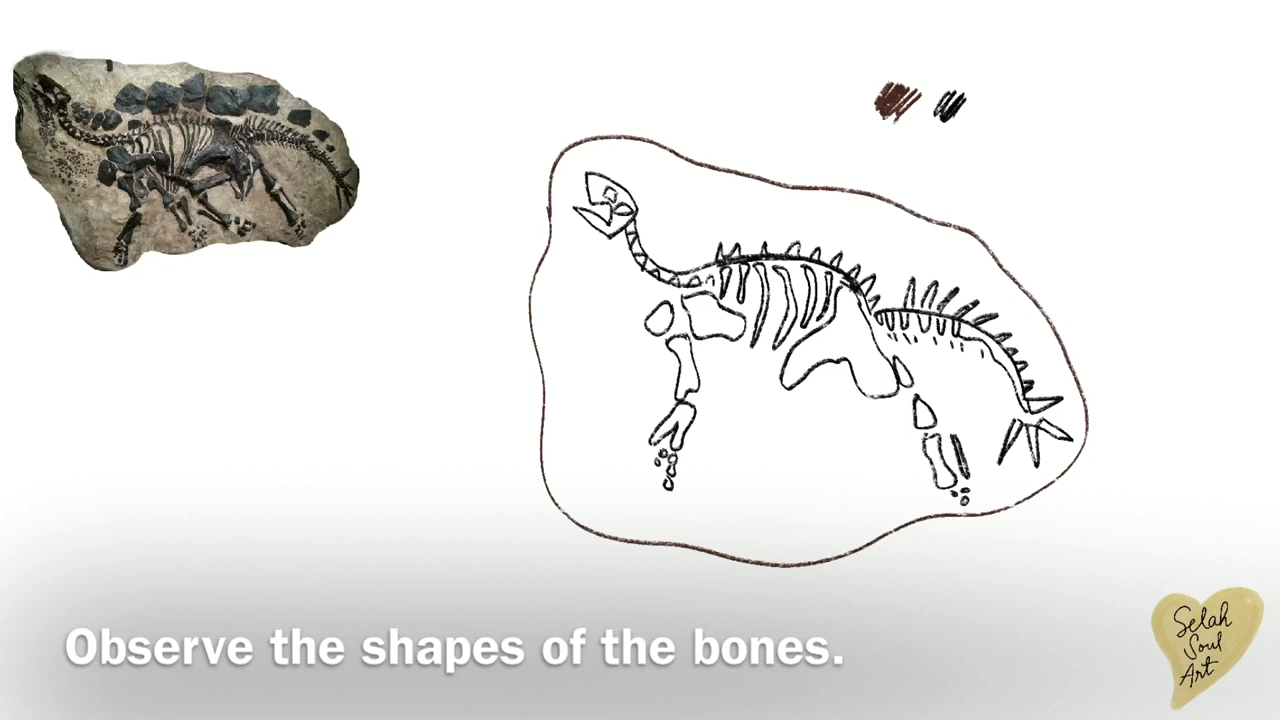 Observe the shapes of the bones.
Selah
Soul
Art